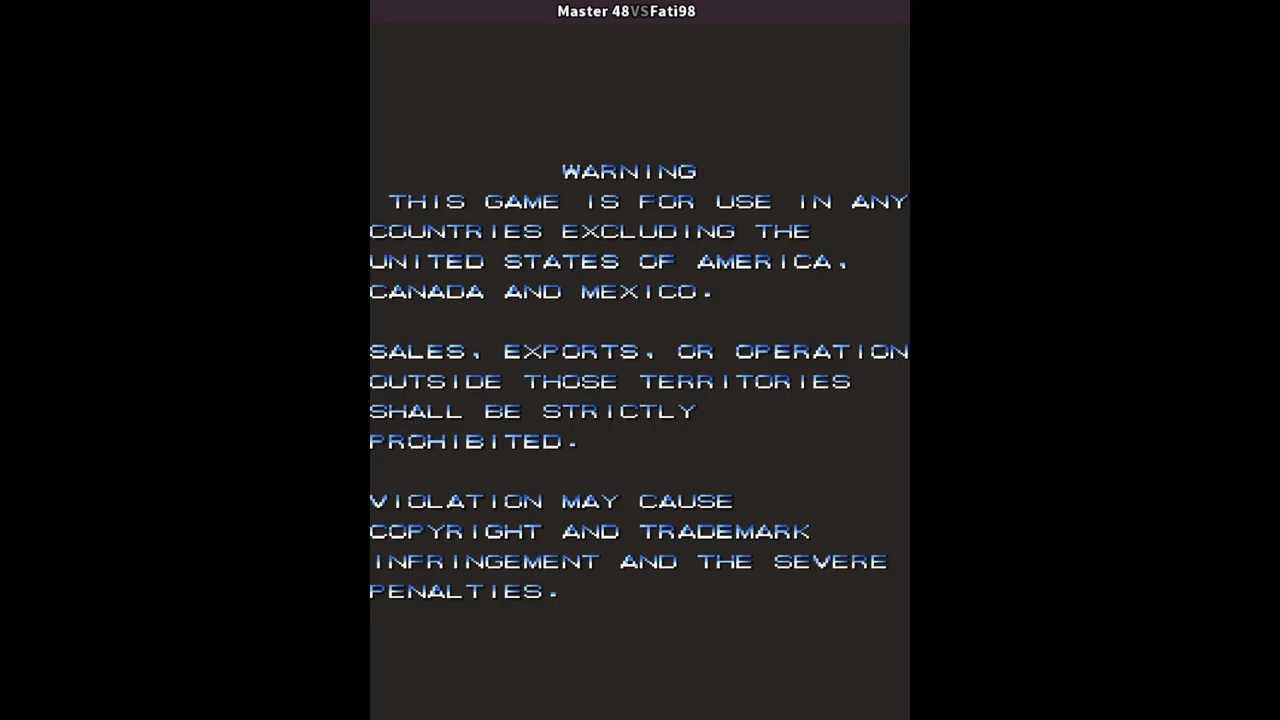 Master 48VSFati98
WARNING
THIS GAME IS FOR USE IN ANY
COUNTRIES EXCLUDING THE
UNITED STATES OF AMERICA,
CANADA AND MEXICO.
SALES, EXPORTS, OR OPERATION
OUTSIDE THOSE TERRITORIES
SHALL BE STRICTLY
PROHIBITED.
VIOLATION MAY CAUSE
COPYRIGHT AND TRADEMARK
INFRINGEMENT AND THE SEVERE
PENALTIES.